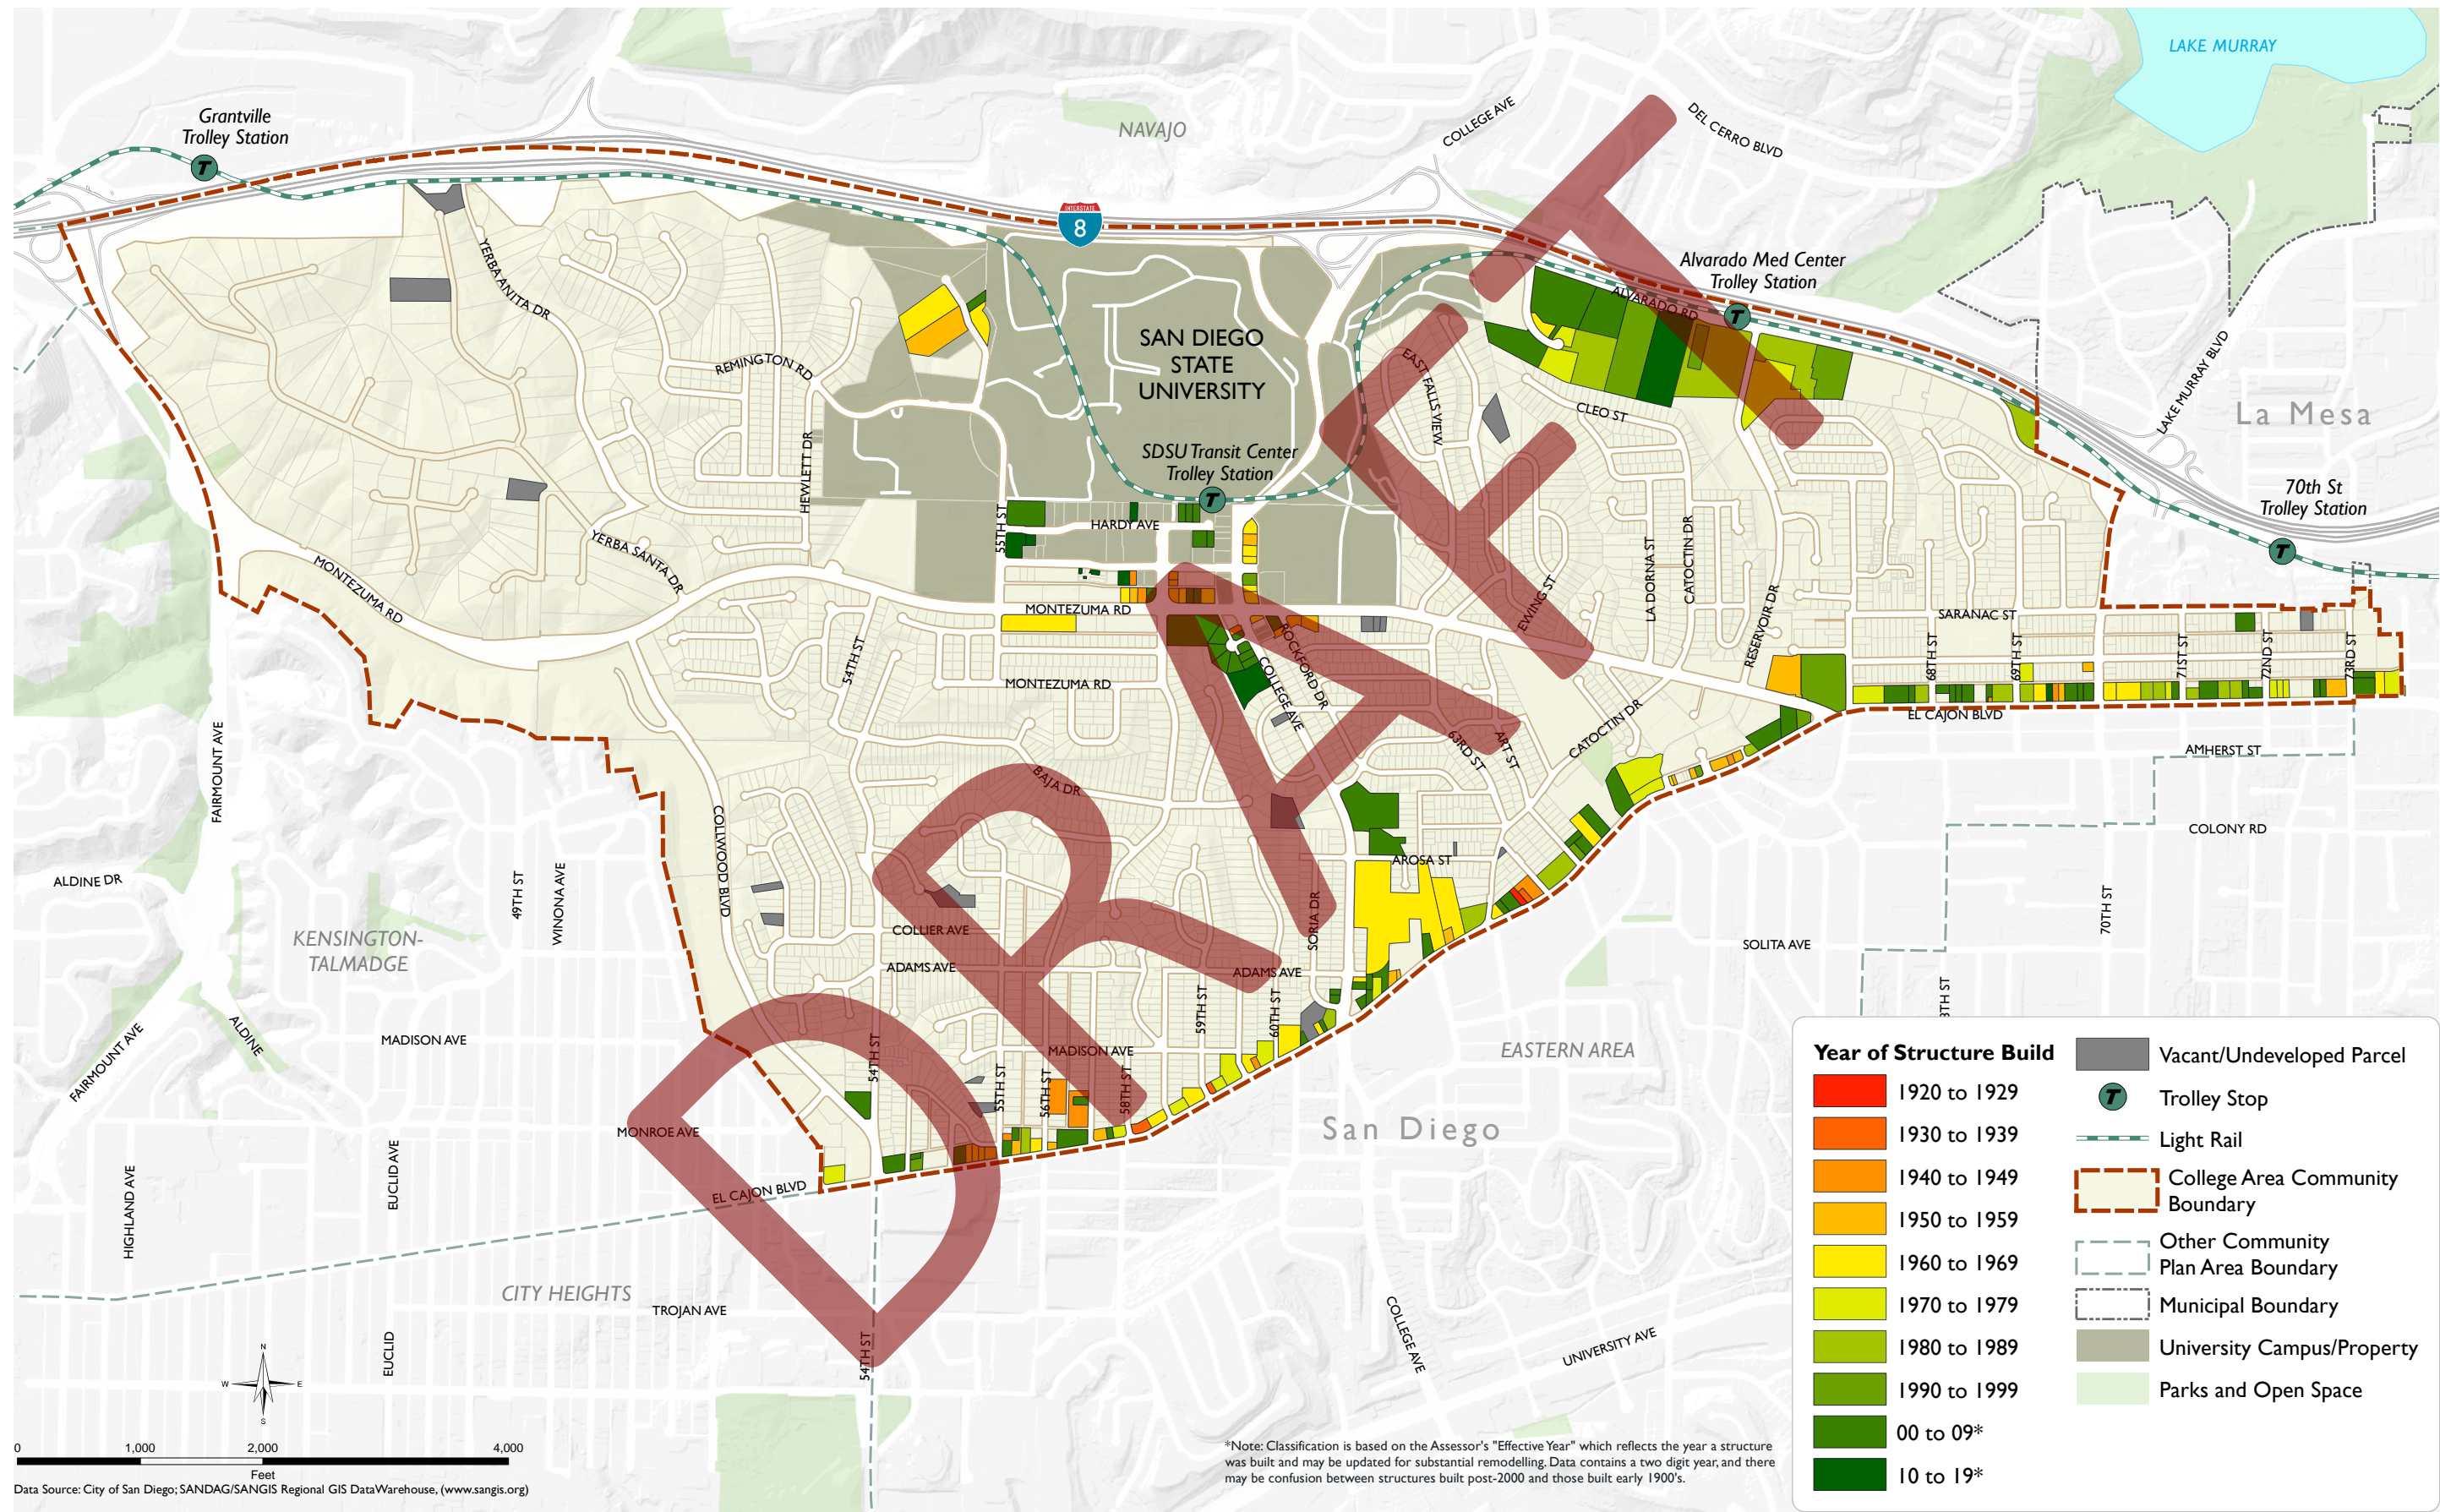 LAKE MURRAY
Grantville
Trolley Station
NAVAJO
COLLEGE AVE
DEL CERRO BLVD
INTERSTATE
8
YERBA ANITA DR
Alvarado Med Center
Trolley Station
ALVARADO RD
SAN DIEGO
STATE
UNIVERSITY
REMINGTON RD
EAST FALLS VIEW
CLEO ST
LAKE MURRAY BLVD
La Mesa
HEWLETT DR
SDSU Transit Center
Trolley Station
70th St
Trolley Station
55TH ST
HARDY AVE
YERBA SANTA DR
MONTEZUMA RD
MONTEZUMA RD
LA DORNA ST
CATOCTIN DR
EWING ST
RESERVOIR DR
SARANAC ST
68TH ST
69TH ST
71ST ST
72ND ST
73RD ST
54TH ST
MONTEZUMA RD
COLLEGE AVE
ROCKFORD DR
63RD ST
ART ST
CATOCTIN DR
EL CAJON BLVD
AMHERST ST
FAIRMOUNT AVE
COLLWOOD BLVD
BAJA DR
COLONY RD
ALDINE DR
49TH ST
WINONA AVE
AROSA ST
SORIA DR
70TH ST
KENSINGTON-
TALMADGE
COLLIER AVE
ADAMS AVE
ADAMS AVE
SOLITA AVE
8TH ST
59TH ST
60TH ST
FAIRMOUNT AVE
ALDINE
MADISON AVE
54TH ST
MADISON AVE
55TH ST
56TH ST
58TH ST
EASTERN AREA
San Diego
MONROE AVE
HIGHLAND AVE
EUCLID AVE
EL CAJON BLVD
CITY HEIGHTS
TROJAN AVE
EUCLID
54TH ST
COLLEGE AVE
UNIVERSITY AVE
DRAFT
Year of Structure Build
1920 to 1929
1930 to 1939
1940 to 1949
1950 to 1959
1960 to 1969
1970 to 1979
1980 to 1989
1990 to 1999
00 to 09*
10 to 19*
Vacant/Undeveloped Parcel
T Trolley Stop
Light Rail
College Area Community
Boundary
Other Community
Plan Area Boundary
Municipal Boundary
University Campus/Property
Parks and Open Space
N
W E
S
0 1,000 2,000 4,000
Feet
Data Source: City of San Diego; SANDAG/SANGIS Regional GIS DataWarehouse, (www.sangis.org)
*Note: Classification is based on the Assessor's "Effective Year" which reflects the year a structure
was built and may be updated for substantial remodelling. Data contains a two digit year, and there
may be confusion between structures built post-2000 and those built early 1900's.